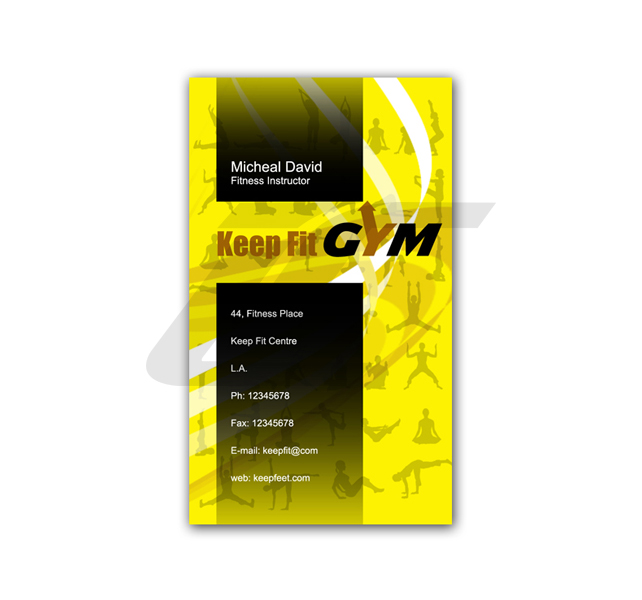 Micheal David
Fitness Instructor
Keep Fit GYM
44, Fitness Place
Keep Fit Centre
L.A.
Ph: 12345678
Fax: 12345678
E-mail: keepfit@com
web: keepfeet.com